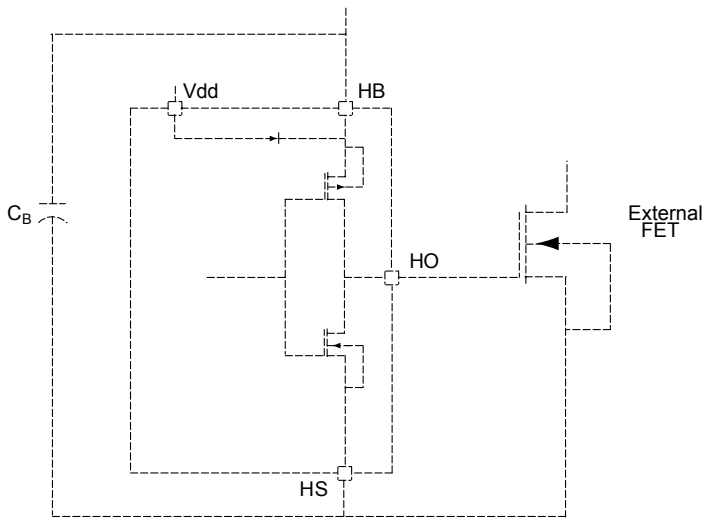 Vdd
HB
C_B
External
FET
HO
HS